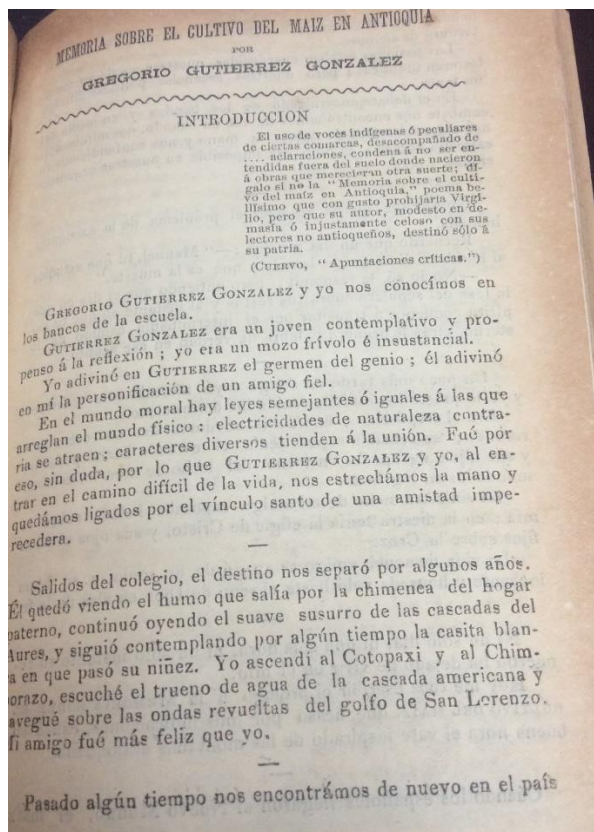 MEMORIA SOBRE EL CULTIVO DEL MAIZ EN ANTIOQUIA
POR
GREGORIO GUTIERREZ GONZALEZ
INTRODUCCION
El uso de voces indígenas ó peculiares
de ciertas comarcas, desacompañado de
.... aclaraciones, condena á no ser en-
tendidas fuera del suelo donde nacieron
á obras que merecieran otra suerte; dí-
galo si no la "Memoria sobre el culti-
vo del maíz en Antioquia," poema be-
llísimo que con gusto prohijaría Virgi-
lio, pero que su autor, modesto en de-
masía ó injustamente celoso con sus
lectores no antioqueños, destinó sólo á
su patria.
(CUERVO, "Apuntaciones críticas.")
GREGORIO GUTIERREZ GONZALEZ y yo nos conocímos en
los bancos de la escuela.
GUTIERREZ GONZALEZ era un joven contemplativo y pro-
penso á la reflexión; yo era un mozo frívolo é insustancial.
Yo adiviné en GUTIERREZ el germen del genio; él adivinó
en mí la personificación de un amigo fiel.
En el mundo moral hay leyes semejantes ó iguales á las que
arreglan el mundo físico: electricidades de naturaleza contra-
ria se atraen; caracteres diversos tienden á la unión. Fué por
eso, sin duda, por lo que GUTIERREZ GONZALEZ y yo, al en-
trar en el camino difícil de la vida, nos estrechámos la mano y
quedámos ligados por el vínculo santo de una amistad impe-
recedera.
Salidos del colegio, el destino nos separó por algunos años.
Él quedó viendo el humo que salía por la chimenea del hogar
paterno, continuó oyendo el suave susurro de las cascadas del
Aures, y siguió contemplando por algún tiempo la casita blan-
a en que pasó su niñez. Yo ascendí al Cotopaxi y al Chim-
orazo, escuché el trueno de agua de la cascada americana y
avegué sobre las ondas revueltas del golfo de San Lorenzo.
i amigo fué más feliz que yo.
Pasado algún tiempo nos encontrámos de nuevo en el país